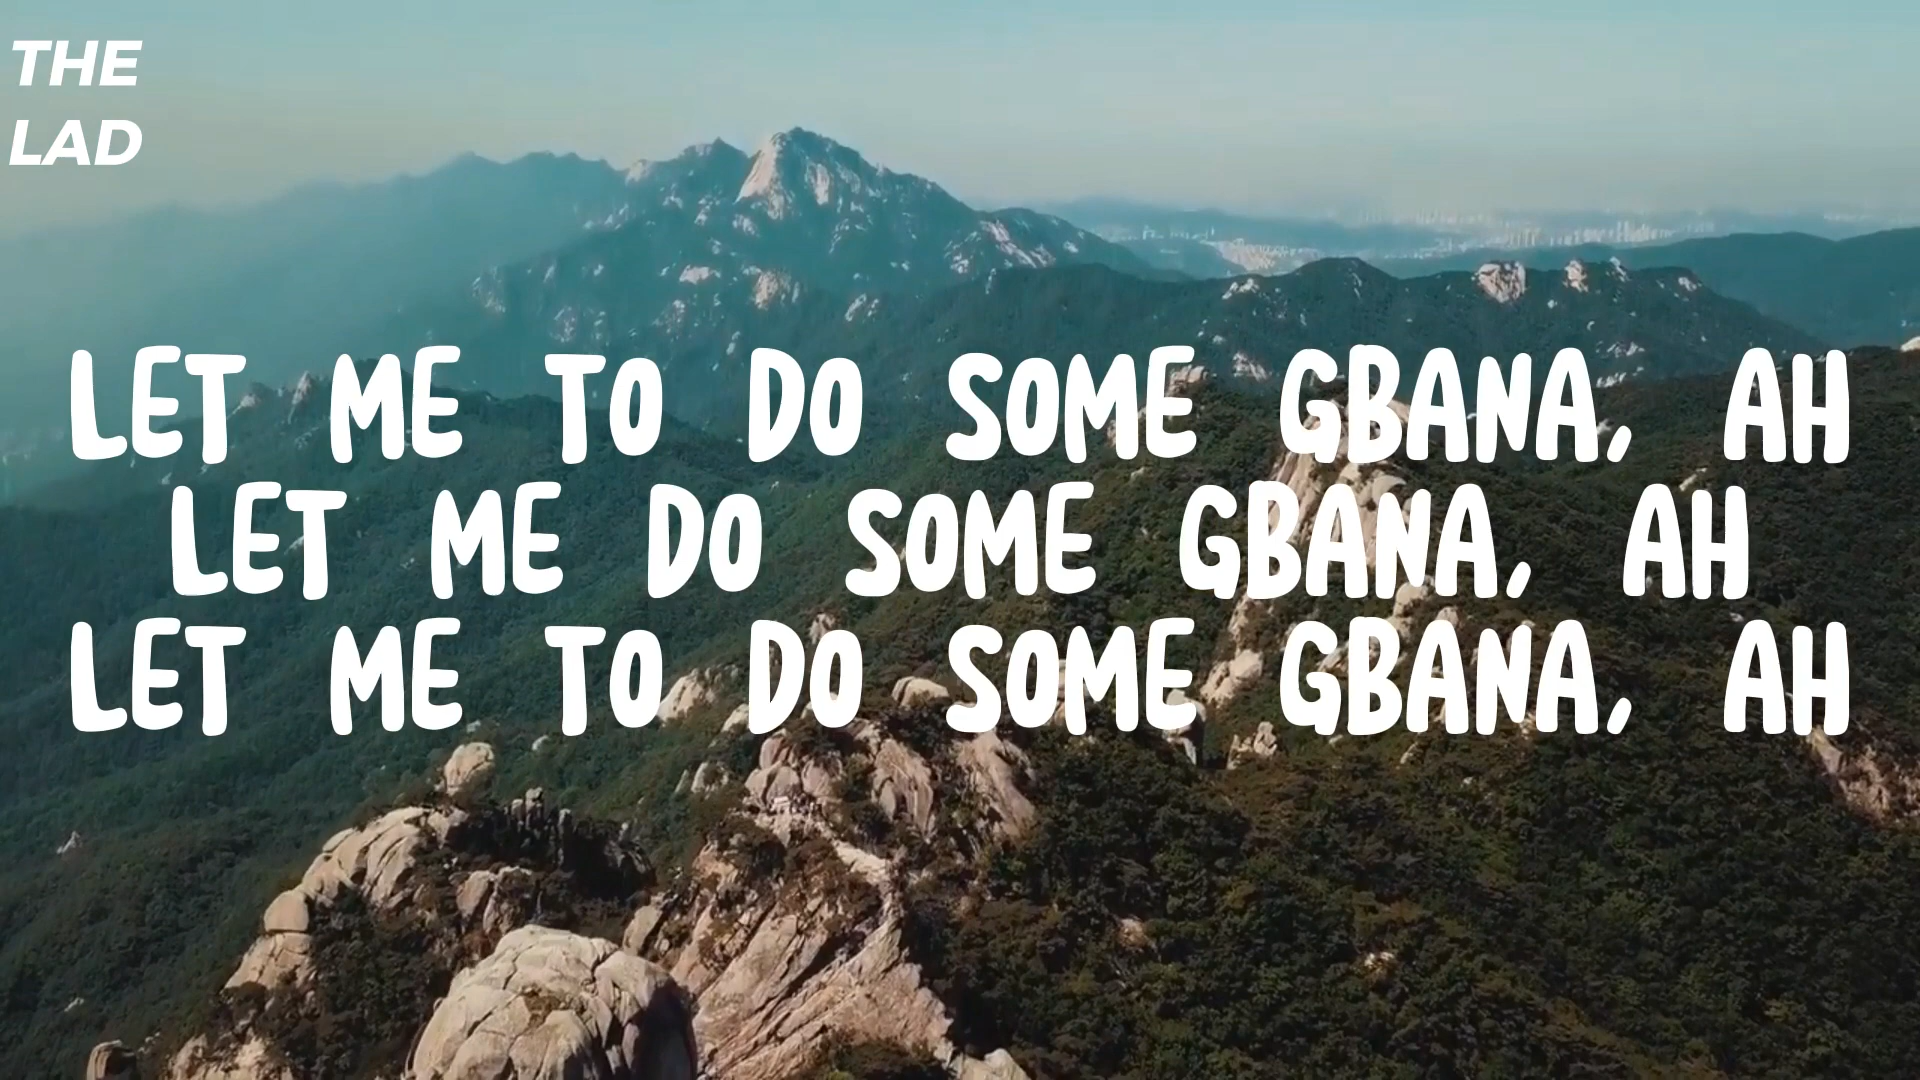 THE
LAD
LET ME TO DO SOME GBANA, AH
LET ME DO SOME GBANA, AH
LET ME TO DO SOME GBANA, AH